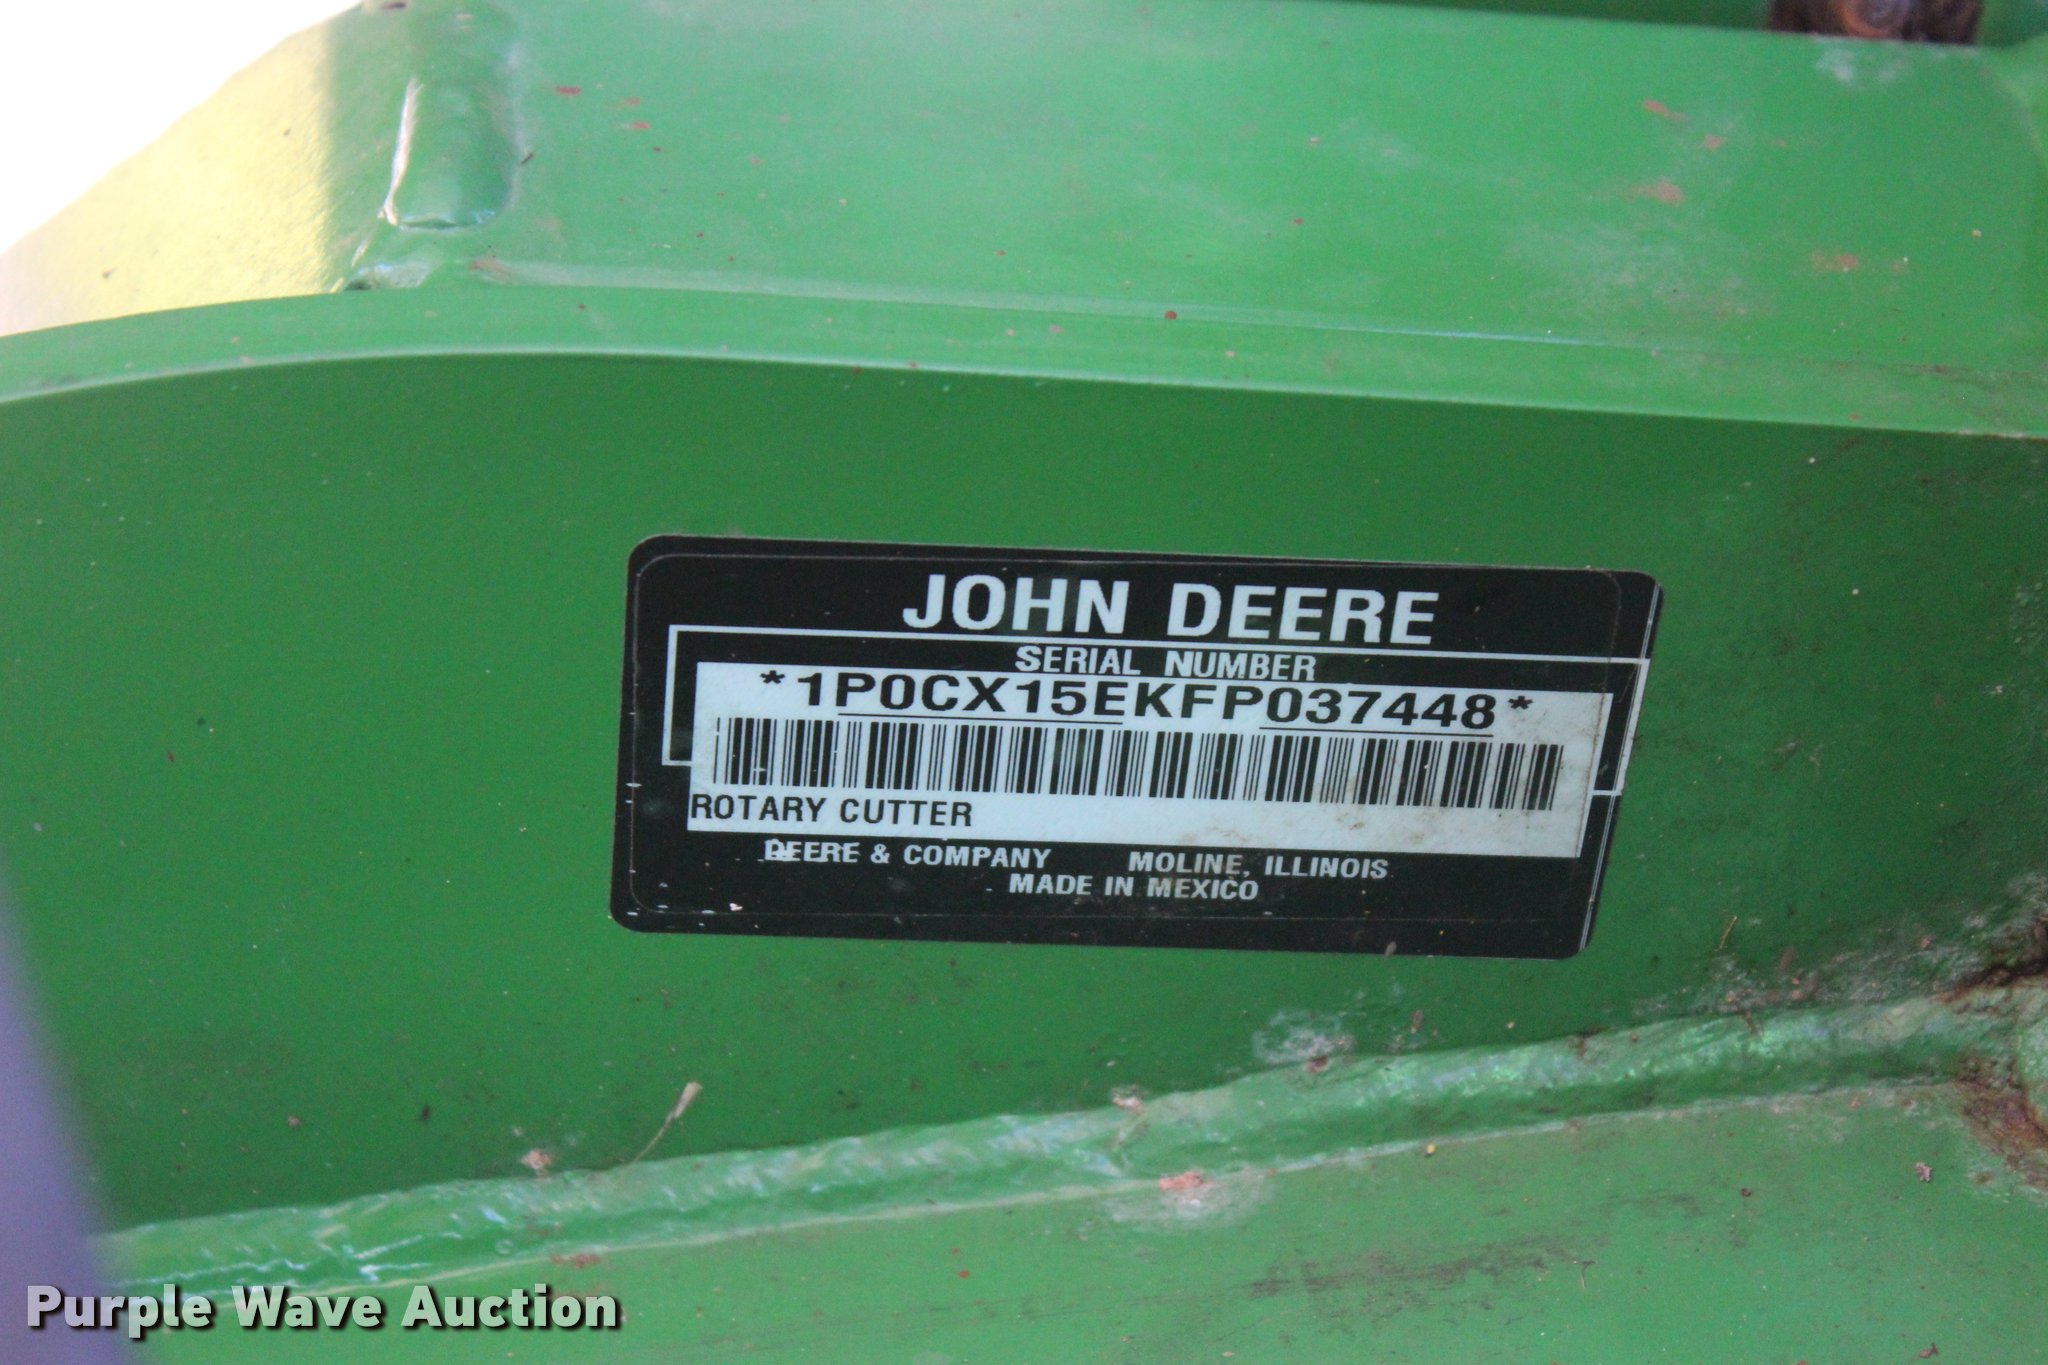 JOHN DEERE
SERIAL NUMBER
*1P0CX15EKFP037448*
ROTARY CUTTER
DEERE & COMPANY MOLINE, ILLINOIS
MADE IN MEXICO
Purple Wave Auction